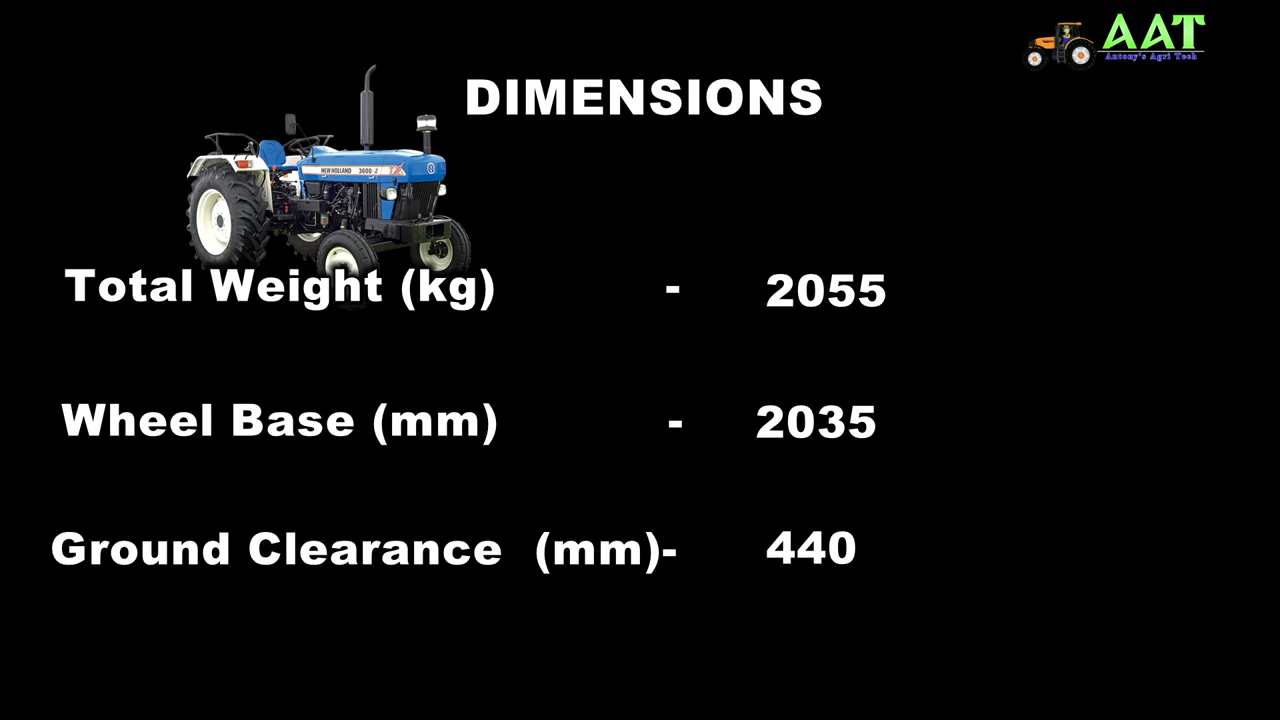 AAT
Antony's Agri Tech
DIMENSIONS
NEW HOLLAND 3600-2 TX
Total Weight (kg) - 2055
Wheel Base (mm) - 2035
Ground Clearance (mm)- 440